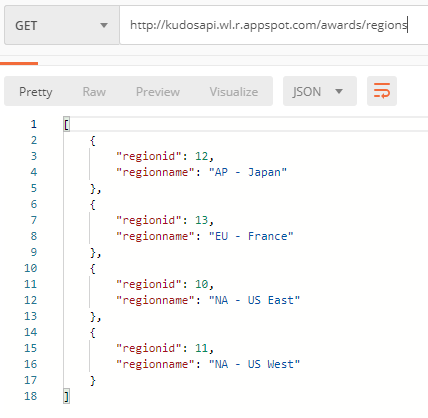 GET http://kudosapi.wl.r.appspot.com/awards/regions
Pretty Raw Preview Visualize JSON
1 [
2 {
3 "regionid": 12,
4 "regionname": "AP - Japan"
5 },
6 {
7 "regionid": 13,
8 "regionname": "EU - France"
9 },
10 {
11 "regionid": 10,
12 "regionname": "NA - US East"
13 },
14 {
15 "regionid": 11,
16 "regionname": "NA - US West"
17 }
18 ]